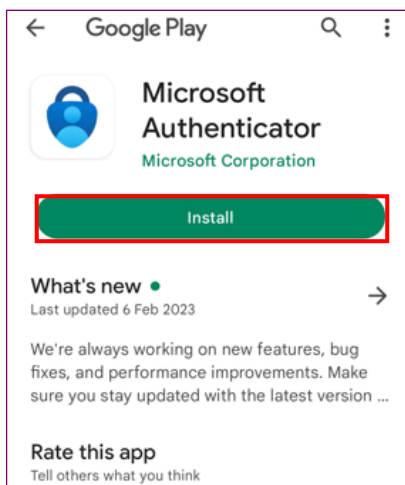 Google Play
Microsoft
Authenticator
Microsoft Corporation
Install
What's new
Last updated 6 Feb 2023
We're always working on new features, bug
fixes, and performance improvements. Make
sure you stay updated with the latest version ...
Rate this app
Tell others what you think